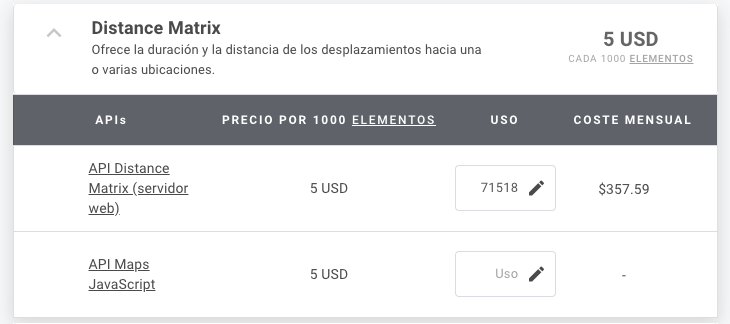 Distance Matrix
Ofrece la duración y la distancia de los desplazamientos hacia una
o varias ubicaciones.
5 USD
CADA 1000 ELEMENTOS
APIs PRECIO POR 1000 ELEMENTOS USO COSTE MENSUAL
API Distance
Matrix (servidor
web)
5 USD 71518 $357.59
API Maps
JavaScript
5 USD Uso -